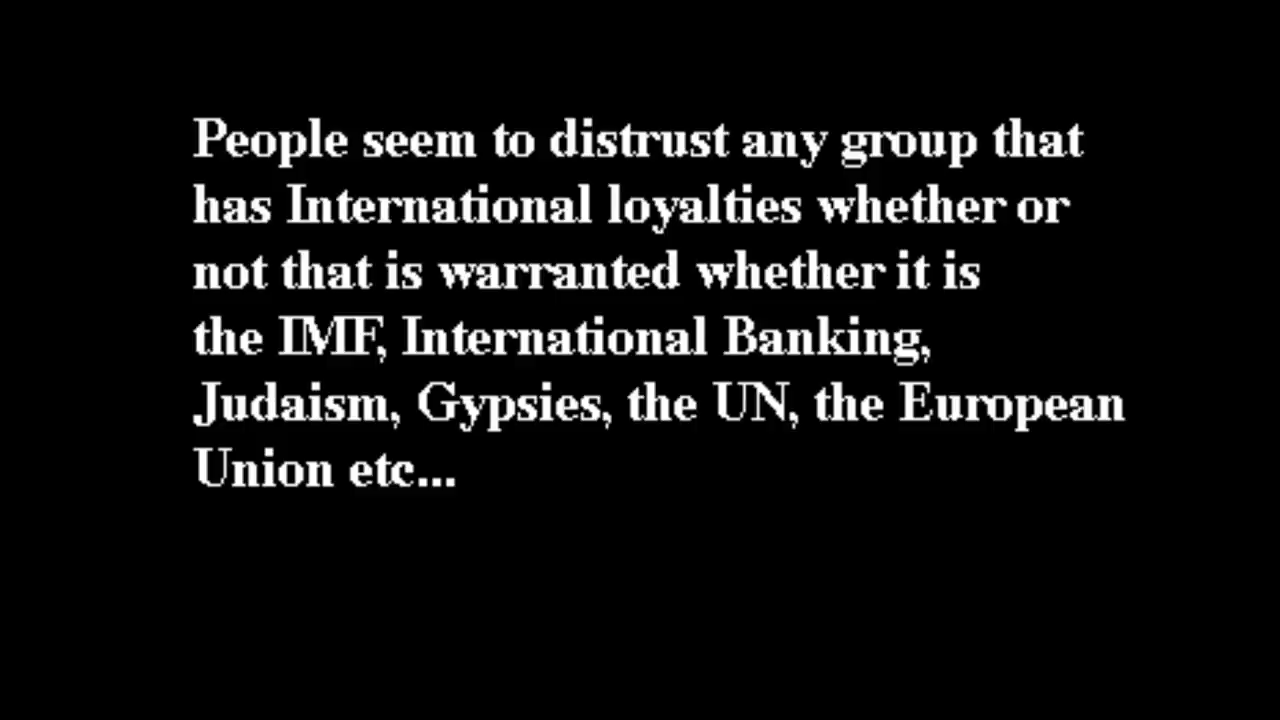 People seem to distrust any group that
has International loyalties whether or
not that is warranted whether it is
the IMF, International Banking,
Judaism, Gypsies, the UN, the European
Union etc...